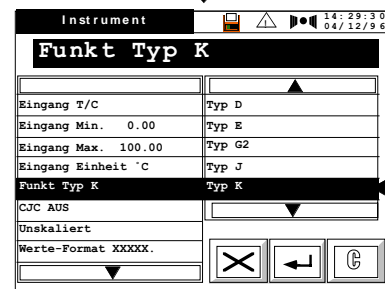 Instrument
14:29:30
04/12/96
Funkt Typ K
Eingang T/C
Eingang Min. 0.00
Eingang Max. 100.00
Eingang Einheit °C
Funkt Typ K
CJC AUS
Unskaliert
Werte-Format XXXXX.
Typ D
Typ E
Typ G2
Typ J
Typ K
C